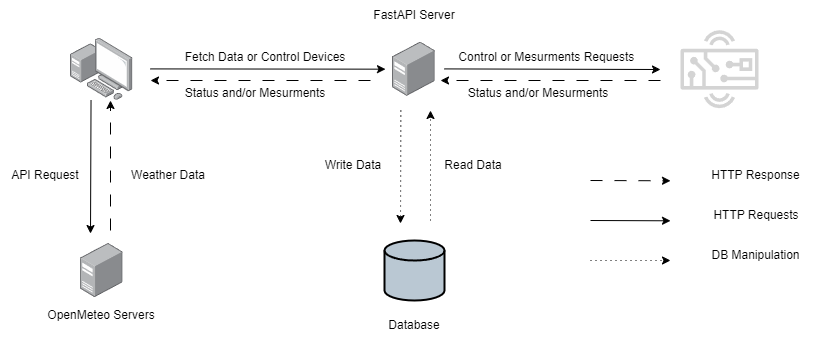 FastAPI Server
Fetch Data or Control Devices
Control or Mesurments Requests
Status and/or Mesurments
Status and/or Mesurments
API Request
Weather Data
Write Data
Read Data
HTTP Response
HTTP Requests
DB Manipulation
OpenMeteo Servers
Database